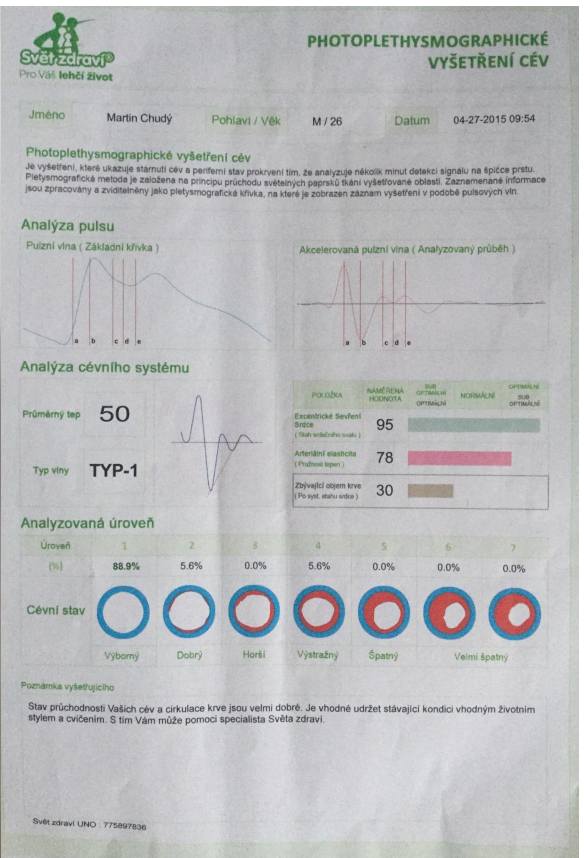 Svět zdraví®
Pro Váš lehčí život
PHOTOPLETHYSMOGRAPHICKÉ
VYŠETŘENÍ CÉV
Jméno Martin Chudý Pohlaví / Věk M / 26 Datum 04-27-2015 09:54
Photoplethysmographické vyšetření cév
Je vyšetření, které ukazuje stárnutí cév a periferní stav prokrvení tím, že analyzuje několik minut detekci signálu na špičce prstu.
Pletysmografická metoda je založena na principu průchodu světelných paprsků tkání vyšetřované oblasti. Zaznamenané informace
jsou zpracovány a zviditelněny jako pletysmografická křivka, na které je zobrazen záznam vyšetření v podobě pulsových vln.
Analýza pulsu
Pulzní vlna ( Základní křivka )
a b c d e
Akcelerovaná pulzní vlna ( Analyzovaný průběh )
a b c d e
Analýza cévního systému
Průměrný tep 50
Typ vlny TYP-1
POLOŽKA NAMĚŘENÁ HODNOTA SUB OPTIMÁLNÍ OPTIMÁLNÍ NORMÁLNÍ OPTIMÁLNÍ SUB OPTIMÁLNÍ
Excentrické Sevření Srdce
( Stah srdečního svalu ) 95
Arteriální elasticita
( Pružnost tepen ) 78
Zbývající objem krve
( Po syst. stahu srdce ) 30
Analyzovaná úroveň
Úroveň 1 2 3 4 5 6 7
(%) 88.9% 5.6% 0.0% 5.6% 0.0% 0.0% 0.0%
Cévní stav
Výborný Dobrý Horší Výstražný Špatný Velmi špatný
Poznámka vyšetřujícího
Stav průchodnosti Vašich cév a cirkulace krve jsou velmi dobré. Je vhodné udržet stávající kondici vhodným životním
stylem a cvičením. S tím Vám může pomoci specialista Světa zdraví.
Svět zdraví UNO : 775897836